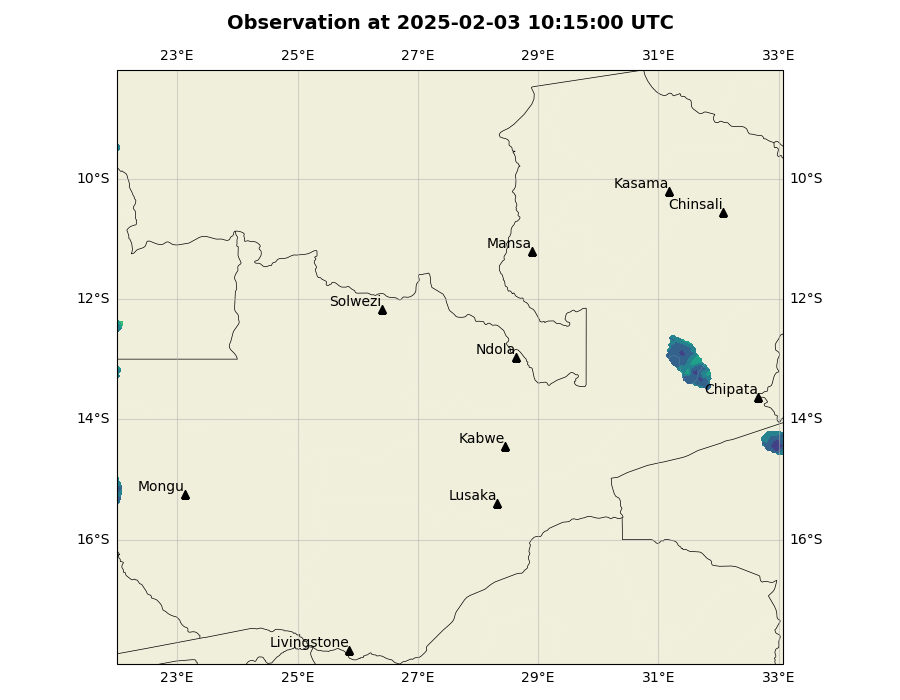 Observation at 2025-02-03 10:15:00 UTC
23°E 25°E 27°E 29°E 31°E 33°E
10°S 10°S
Kasama
Chinsali
Mansa
12°S 12°S
Solwezi
Ndola
Chipata
14°S 14°S
Kabwe
Mongu
Lusaka
16°S 16°S
Livingstone
23°E 25°E 27°E 29°E 31°E 33°E